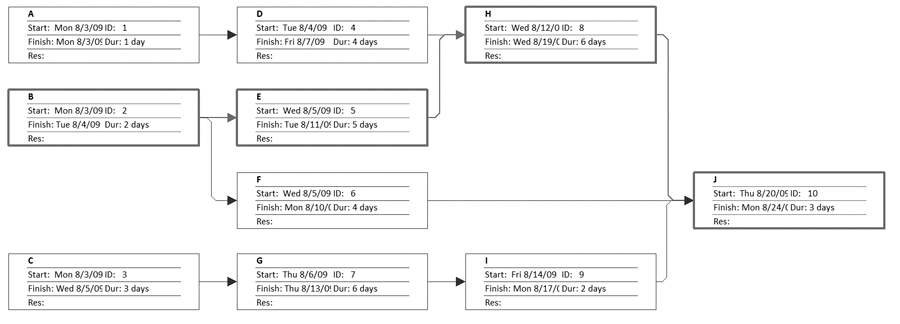 A
Start: Mon 8/3/09 ID: 1
Finish: Mon 8/3/09 Dur: 1 day
Res:
D
Start: Tue 8/4/09 ID: 4
Finish: Fri 8/7/09 Dur: 4 days
Res:
H
Start: Wed 8/12/0 ID: 8
Finish: Wed 8/19/( Dur: 6 days
Res:
B
Start: Mon 8/3/09 ID: 2
Finish: Tue 8/4/09 Dur: 2 days
Res:
E
Start: Wed 8/5/09 ID: 5
Finish: Tue 8/11/09 Dur: 5 days
Res:
F
Start: Wed 8/5/09 ID: 6
Finish: Mon 8/10/( Dur: 4 days
Res:
J
Start: Thu 8/20/09 ID: 10
Finish: Mon 8/24/( Dur: 3 days
Res:
C
Start: Mon 8/3/09 ID: 3
Finish: Wed 8/5/09 Dur: 3 days
Res:
G
Start: Thu 8/6/09 ID: 7
Finish: Thu 8/13/09 Dur: 6 days
Res:
I
Start: Fri 8/14/09 ID: 9
Finish: Mon 8/17/( Dur: 2 days
Res: